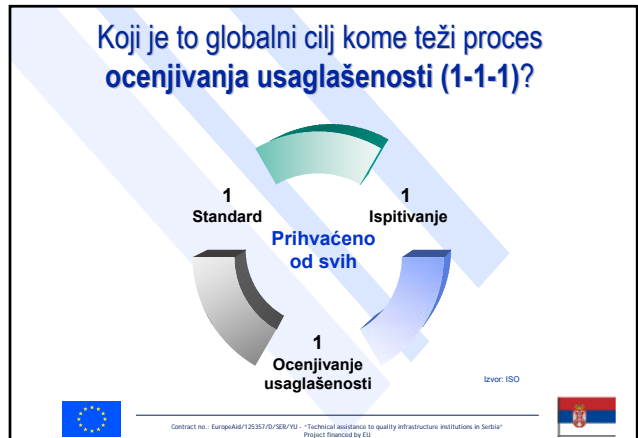 Koji je to globalni cilj kome teži proces
ocenjivanja usaglašenosti (1-1-1)?
1
Standard
1
Ispitivanje
Prihvaćeno
od svih
1
Ocenjivanje
usaglašenosti
Izvor: ISO
Contract no.: EuropeAid/125357/D/SER/YU - "Technical assistance to quality infrastructure institutions in Serbia"
Project financed by EU